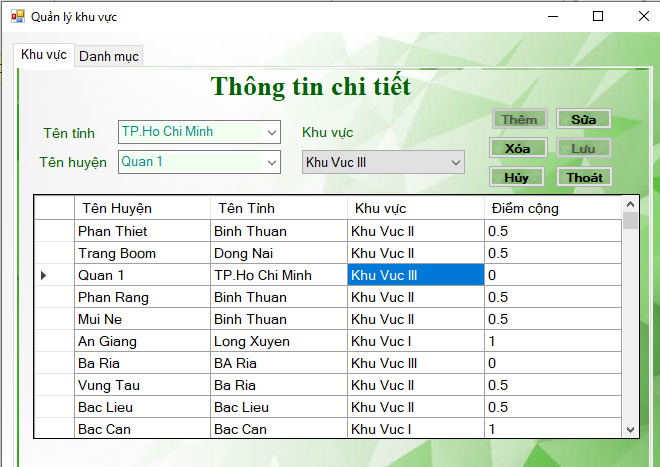 Quản lý khu vực
Khu vực Danh mục
Thông tin chi tiết
Tên tỉnh TP.Ho Chi Minh Khu vực Thêm Sửa
Tên huyện Quan 1 Khu Vuc III Xóa Lưu
Hủy Thoát
Tên Huyện Tên Tỉnh Khu vực Điểm cộng
Phan Thiet Binh Thuan Khu Vuc II 0.5
Trang Boom Dong Nai Khu Vuc II 0.5
Quan 1 TP.Ho Chi Minh Khu Vuc III 0
Phan Rang Binh Thuan Khu Vuc II 0.5
Mui Ne Binh Thuan Khu Vuc II 0.5
An Giang Long Xuyen Khu Vuc I 1
Ba Ria BA Ria Khu Vuc III 0
Vung Tau Ba Ria Khu Vuc II 0.5
Bac Lieu Bac Lieu Khu Vuc II 0.5
Bac Can Bac Can Khu Vuc I 1